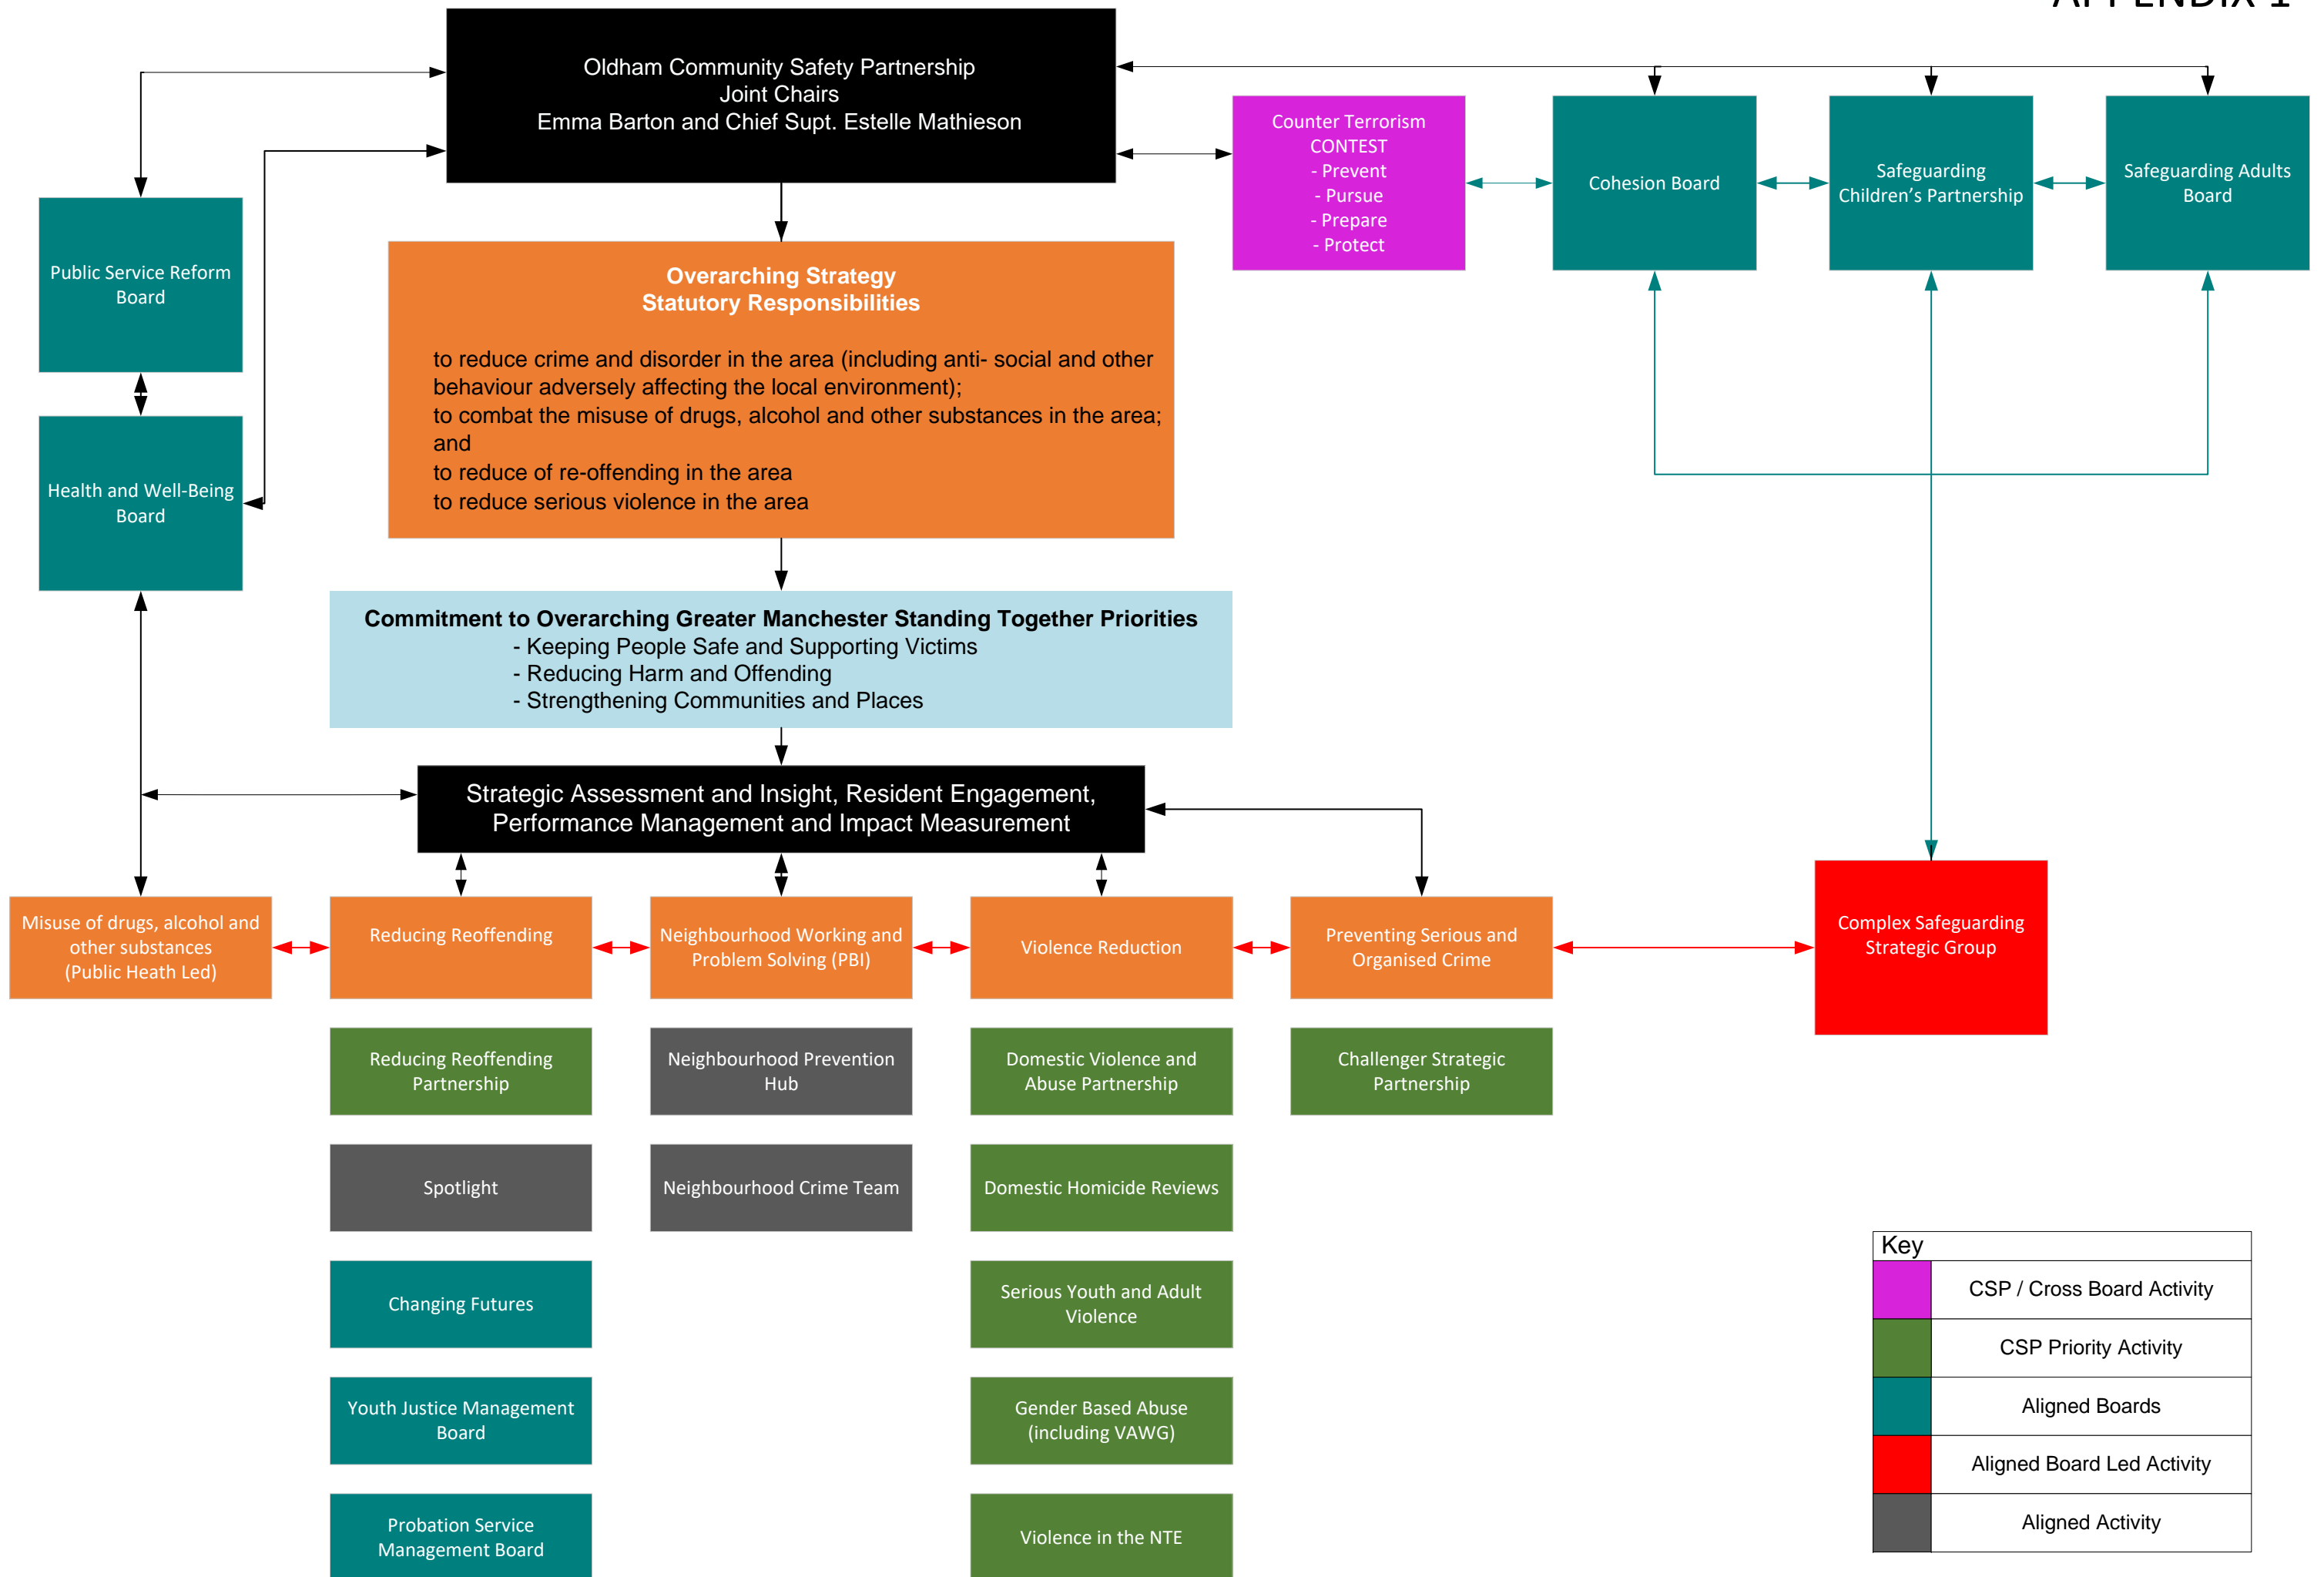 APPENDIX 1
Oldham Community Safety Partnership
Joint Chairs
Emma Barton and Chief Supt. Estelle Mathieson
Counter Terrorism
CONTEST
- Prevent
- Pursue
- Prepare
- Protect
Cohesion Board
Safeguarding
Children’s Partnership
Safeguarding Adults
Board
Public Service Reform
Board
Health and Well-Being
Board
Overarching Strategy
Statutory Responsibilities
to reduce crime and disorder in the area (including anti- social and other
behaviour adversely affecting the local environment);
to combat the misuse of drugs, alcohol and other substances in the area;
and
to reduce of re-offending in the area
to reduce serious violence in the area
Commitment to Overarching Greater Manchester Standing Together Priorities
- Keeping People Safe and Supporting Victims
- Reducing Harm and Offending
- Strengthening Communities and Places
Strategic Assessment and Insight, Resident Engagement,
Performance Management and Impact Measurement
Misuse of drugs, alcohol and
other substances
(Public Heath Led)
Reducing Reoffending
Neighbourhood Working and
Problem Solving (PBI)
Violence Reduction
Preventing Serious and
Organised Crime
Complex Safeguarding
Strategic Group
Reducing Reoffending
Partnership
Neighbourhood Prevention
Hub
Domestic Violence and
Abuse Partnership
Challenger Strategic
Partnership
Spotlight
Neighbourhood Crime Team
Domestic Homicide Reviews
Changing Futures
Serious Youth and Adult
Violence
Youth Justice Management
Board
Gender Based Abuse
(including VAWG)
Probation Service
Management Board
Violence in the NTE
Key
CSP / Cross Board Activity
CSP Priority Activity
Aligned Boards
Aligned Board Led Activity
Aligned Activity